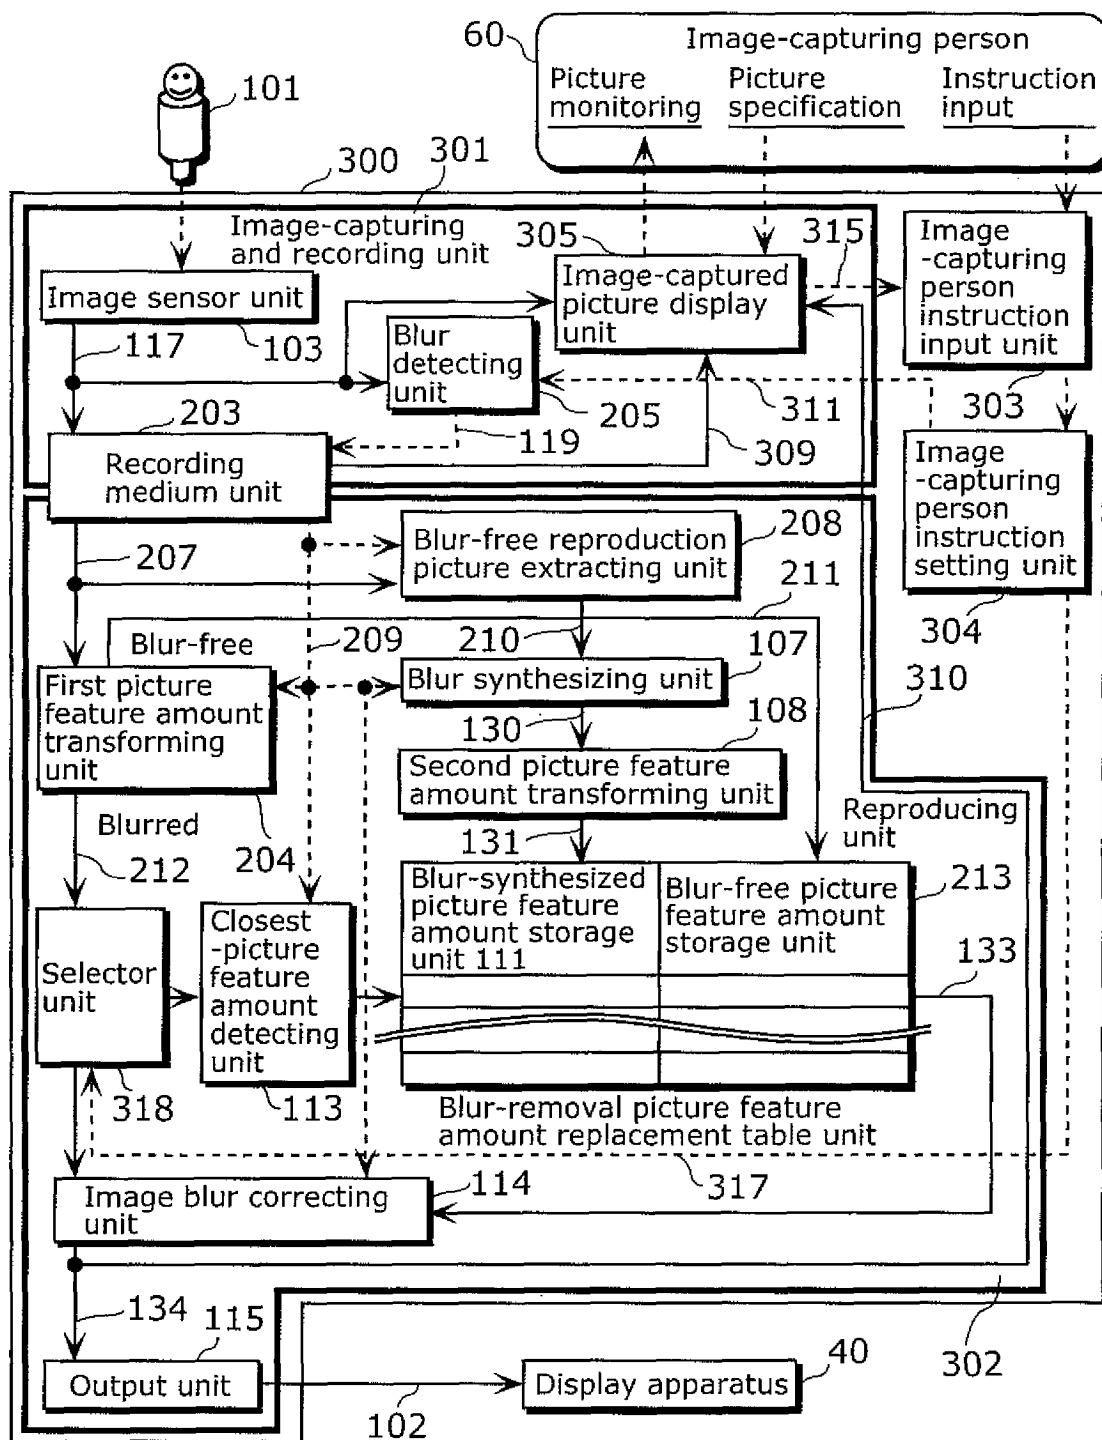 60
Image-capturing person
Picture
monitoring
Picture
specification
Instruction
input
101
300
301
Image-capturing
and recording unit
305
315
Image-captured
picture display
unit
Image
-capturing
person
instruction
input unit
303
Image sensor unit
103
117
Blur
detecting
unit
205
311
119
309
203
Recording
medium unit
Image
-capturing
person
instruction
setting unit
304
207
Blur-free reproduction
picture extracting unit
208
211
Blur-free
209
210
107
310
First picture
feature amount
transforming
unit
Blur synthesizing unit
130
108
Second picture feature
amount transforming unit
Blurred
204
212
131
Reproducing
unit
Blur-synthesized
picture feature
amount storage
unit 111
Blur-free picture
feature amount
storage unit
213
133
Selector
unit
318
Closest
-picture
feature
amount
detecting
unit
113
Blur-removal picture feature
amount replacement table unit
317
Image blur correcting
unit
114
134
302
115
Output unit
102
40
Display apparatus